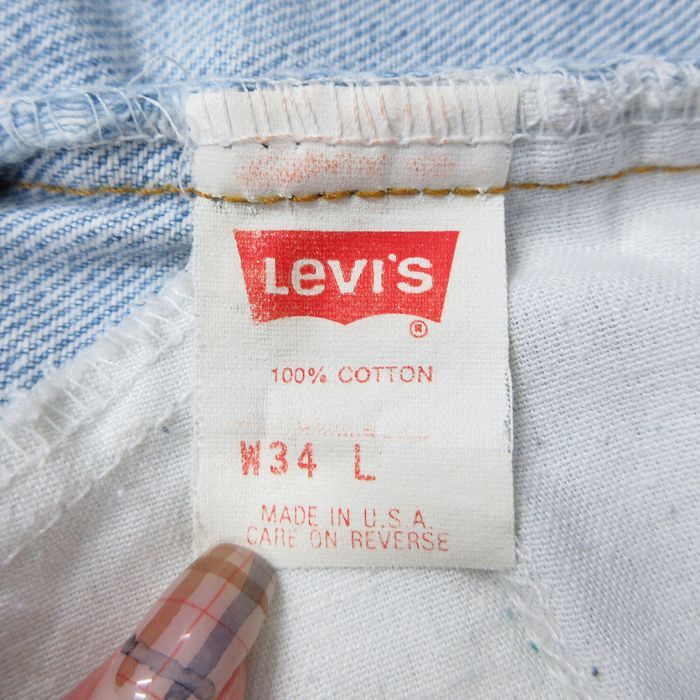 Levi's
®
100% COTTON
W34 L
MADE IN U.S.A.
CARE ON REVERSE